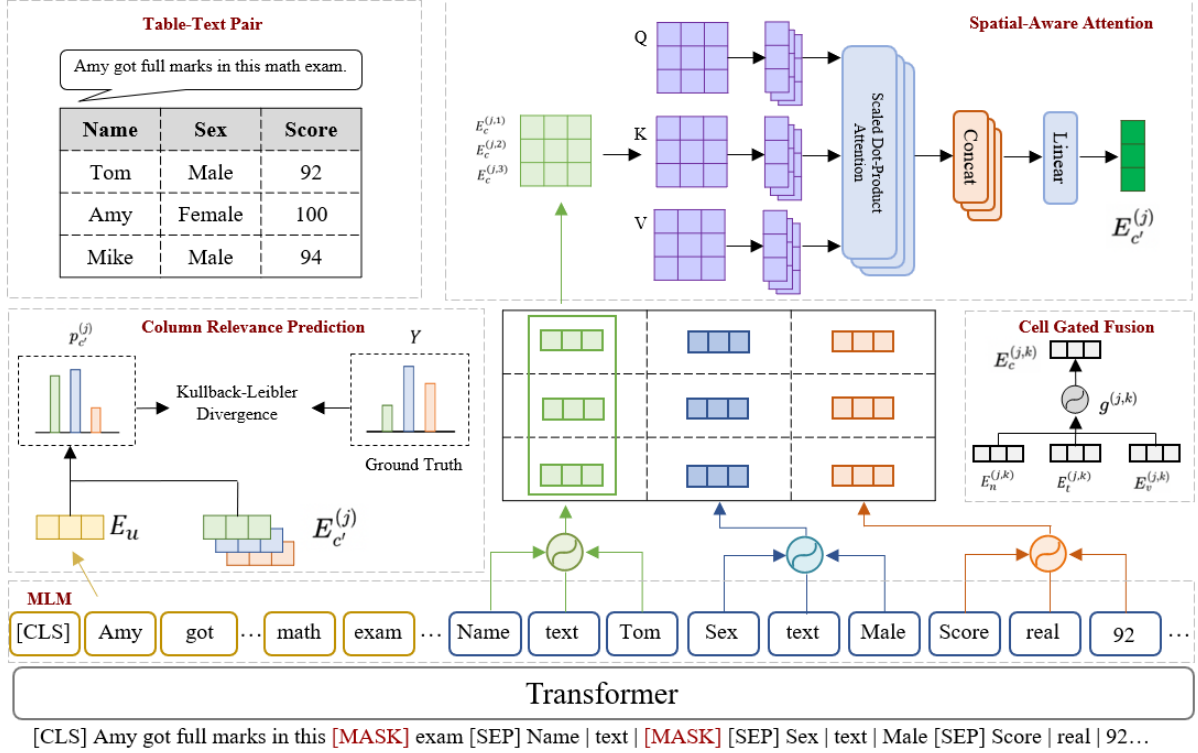 Table-Text Pair
Amy got full marks in this math exam.
Name Sex Score
Tom Male 92
Amy Female 100
Mike Male 94
Spatial-Aware Attention
Q
K
V
E_c^{(j,1)}
E_c^{(j,2)}
E_c^{(j,3)}
Scaled Dot-Product
Attention
Concat
Linear
E_{c'}^{(j)}
Column Relevance Prediction
p_{c'}^{(j)}
Y
Kullback-Leibler
Divergence
Ground Truth
E_u
E_{c'}^{(j)}
Cell Gated Fusion
E_c^{(j,k)}
g^{(j,k)}
E_n^{(j,k)} E_t^{(j,k)} E_v^{(j,k)}
MLM
[CLS] Amy got ... math exam ... Name text Tom Sex text Male Score real 92 ...
Transformer
[CLS] Amy got full marks in this [MASK] exam [SEP] Name | text | [MASK] [SEP] Sex | text | Male [SEP] Score | real | 92…